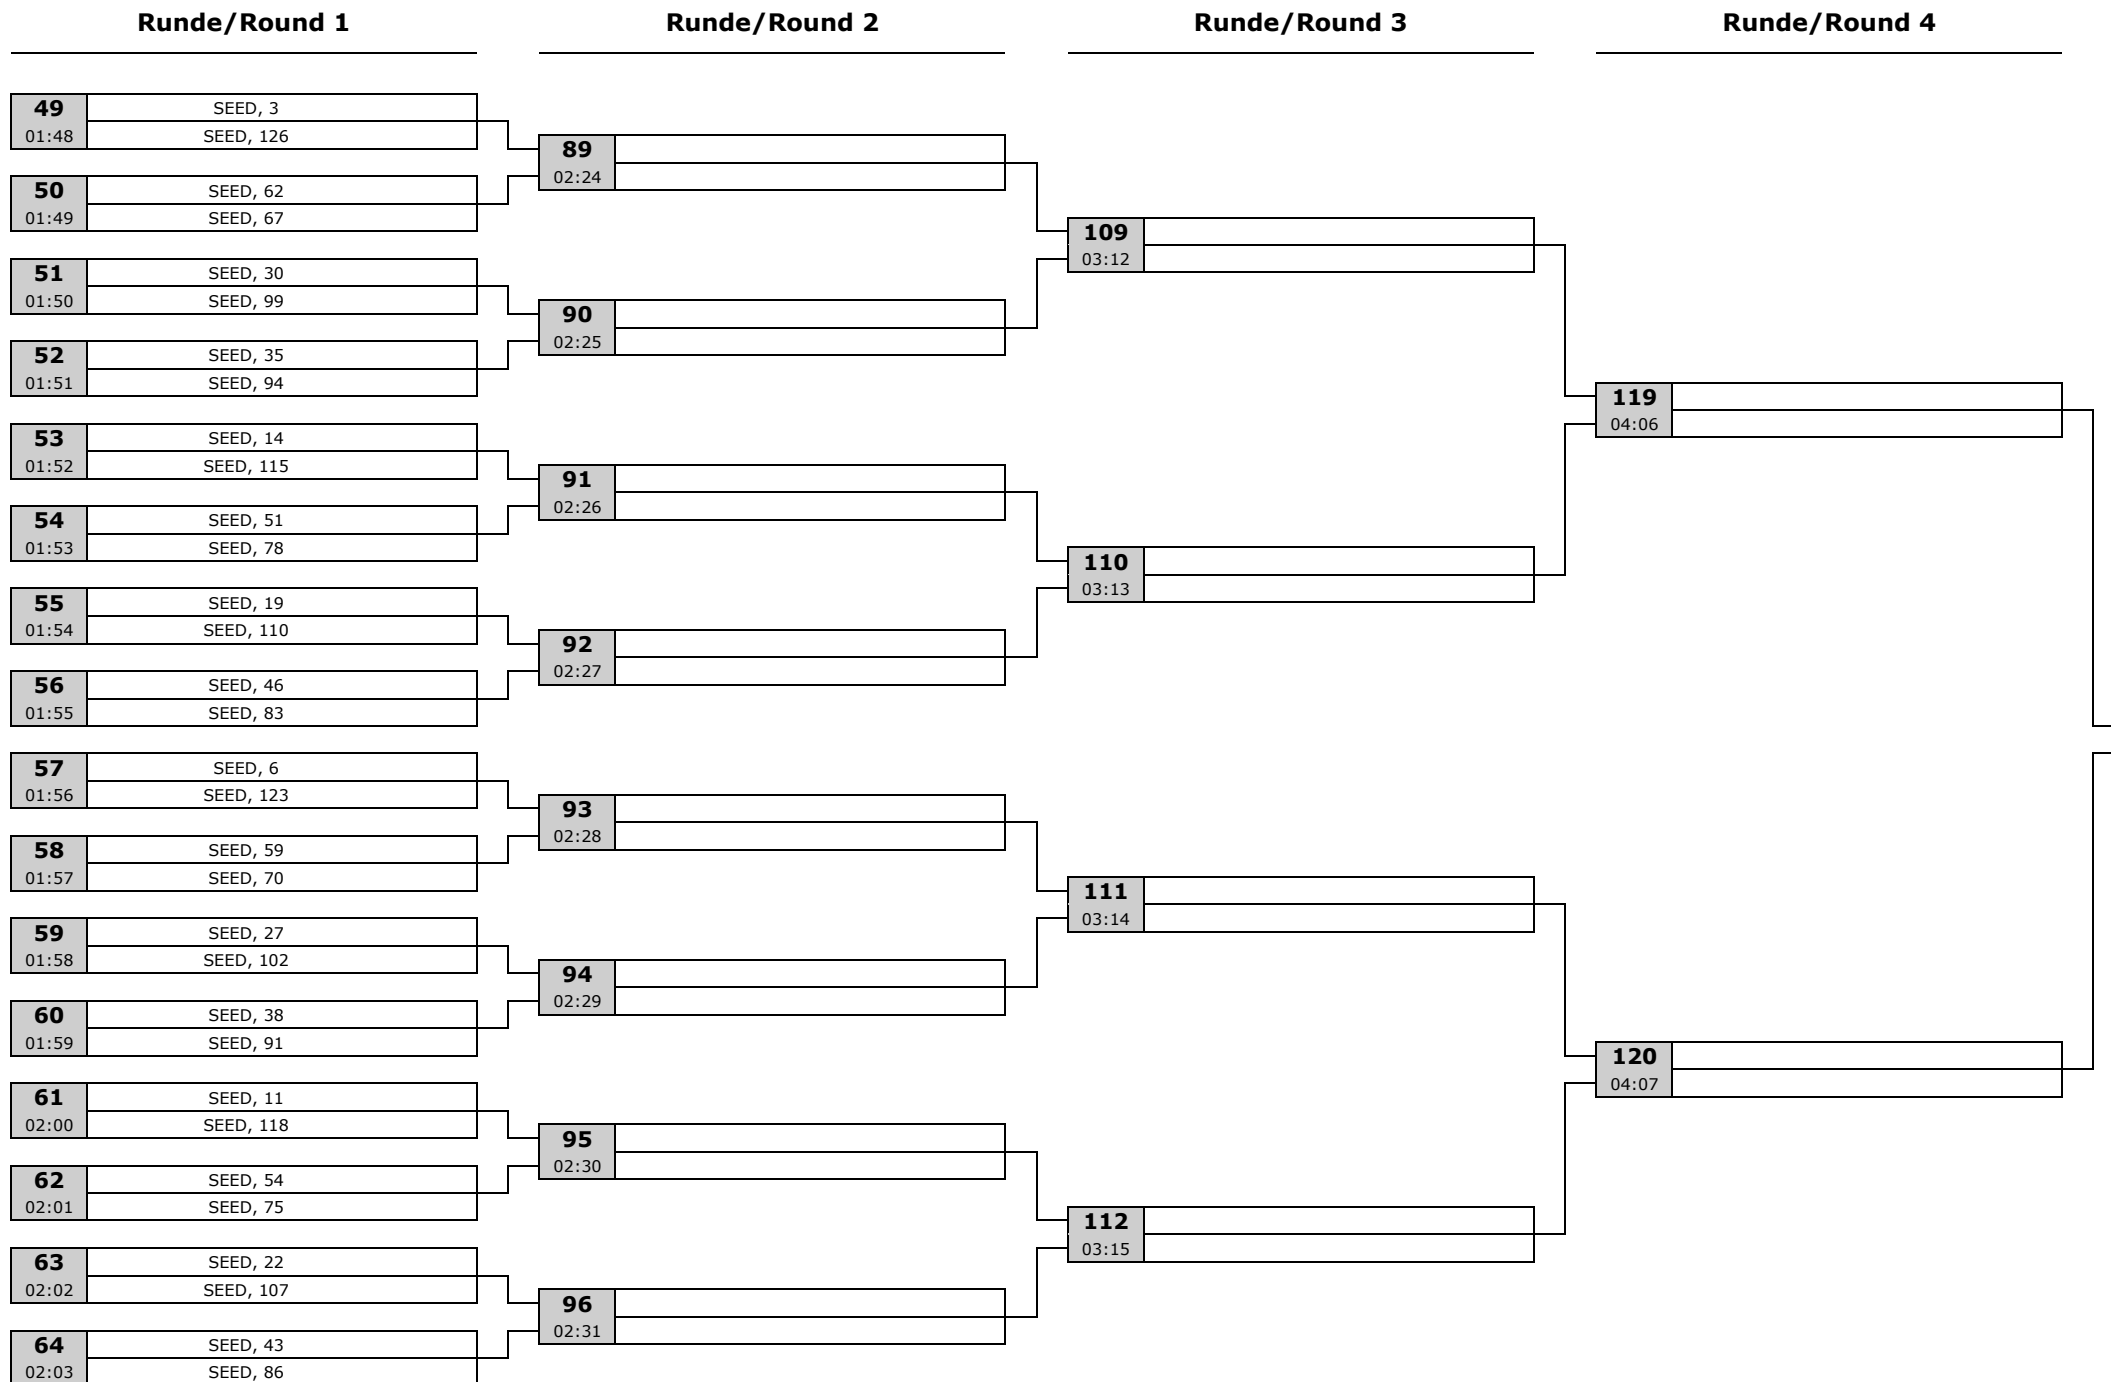 Runde/Round 1
Runde/Round 2
Runde/Round 3
Runde/Round 4
49 SEED, 3
01:48 SEED, 126
50 SEED, 62
01:49 SEED, 67
51 SEED, 30
01:50 SEED, 99
52 SEED, 35
01:51 SEED, 94
53 SEED, 14
01:52 SEED, 115
54 SEED, 51
01:53 SEED, 78
55 SEED, 19
01:54 SEED, 110
56 SEED, 46
01:55 SEED, 83
57 SEED, 6
01:56 SEED, 123
58 SEED, 59
01:57 SEED, 70
59 SEED, 27
01:58 SEED, 102
60 SEED, 38
01:59 SEED, 91
61 SEED, 11
02:00 SEED, 118
62 SEED, 54
02:01 SEED, 75
63 SEED, 22
02:02 SEED, 107
64 SEED, 43
02:03 SEED, 86
89
02:24
90
02:25
91
02:26
92
02:27
93
02:28
94
02:29
95
02:30
96
02:31
109
03:12
110
03:13
111
03:14
112
03:15
119
04:06
120
04:07